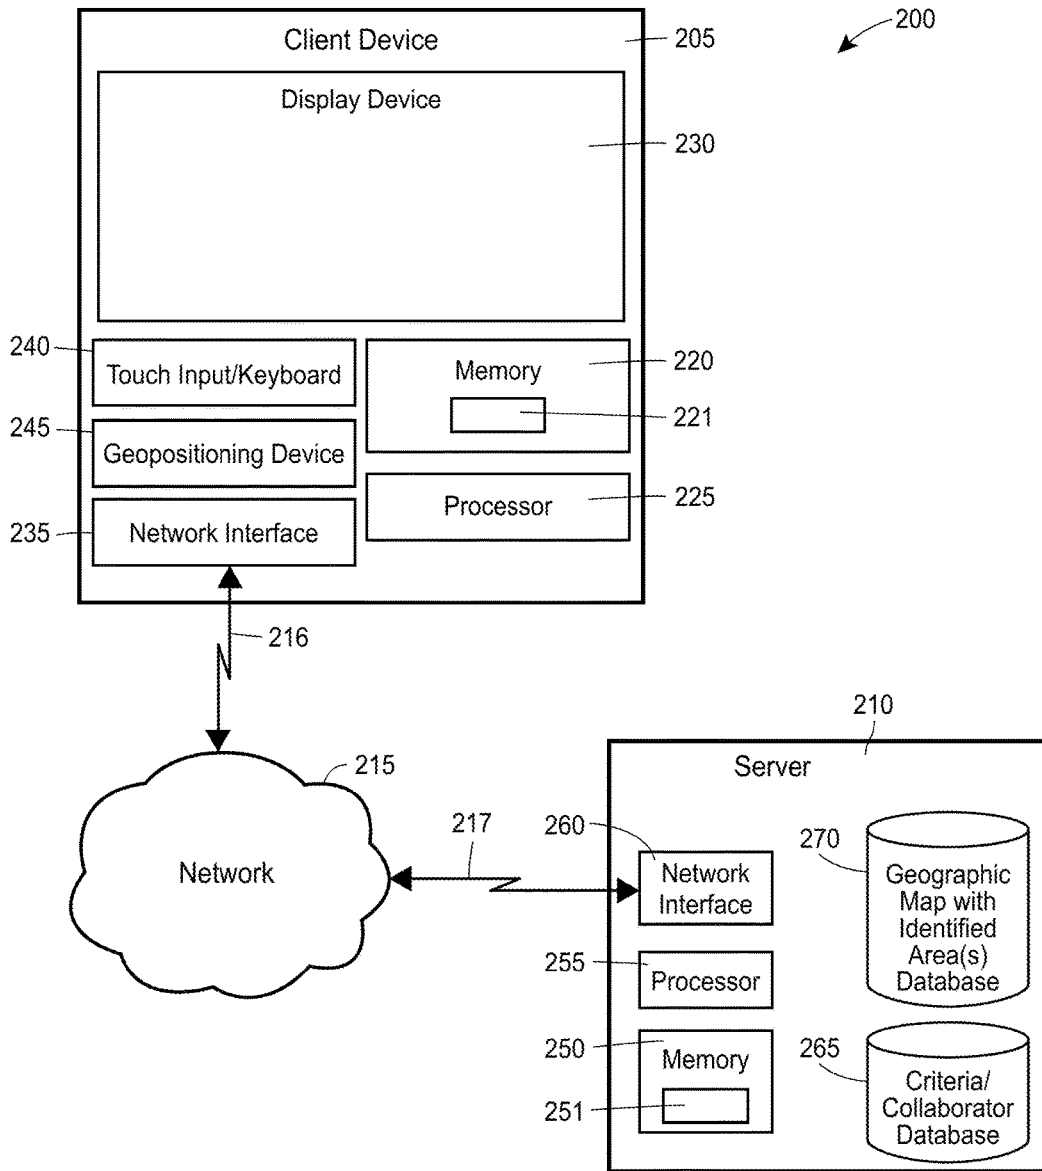 Client Device
205
200
Display Device
230
240
Touch Input/Keyboard
Memory
220
221
245
Geopositioning Device
Processor
225
235
Network Interface
216
210
Server
215
Network
217
260
Network
Interface
270
Geographic
Map with
Identified
Area(s)
Database
255
Processor
250
Memory
251
265
Criteria/
Collaborator
Database